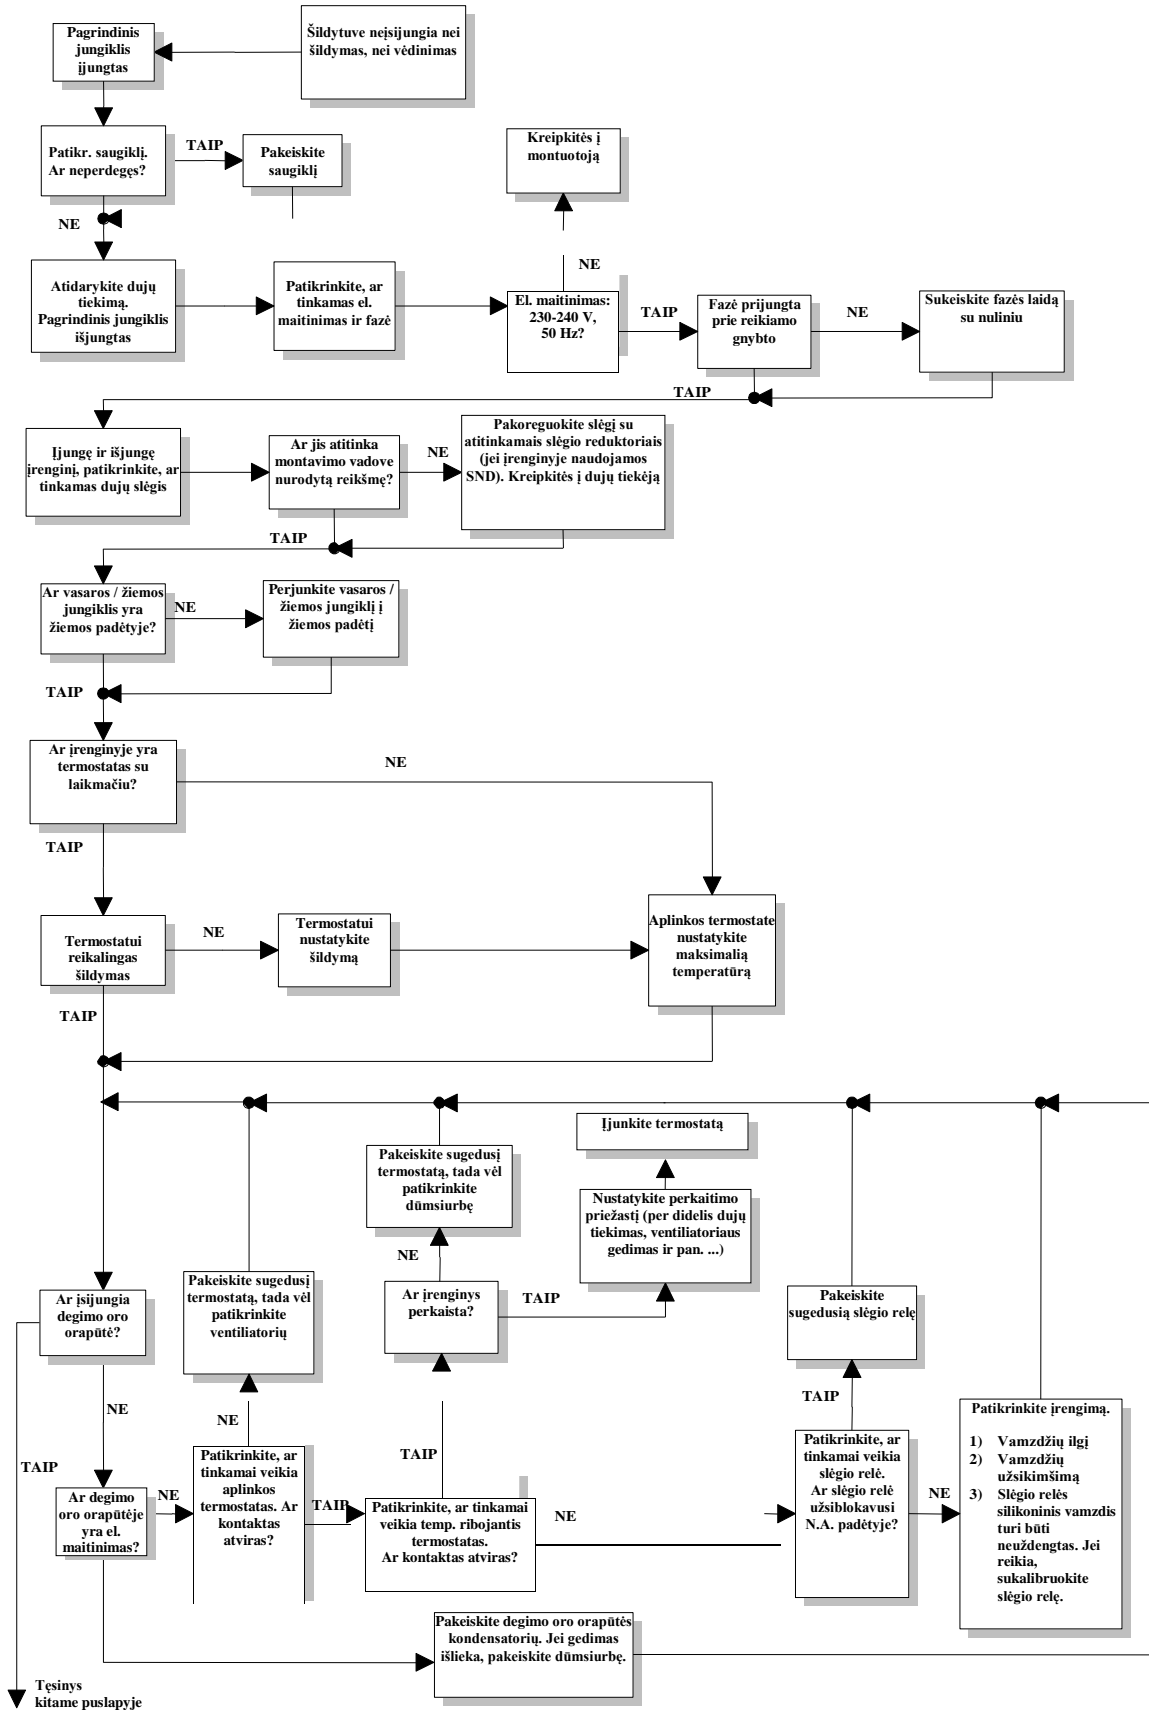 Pagrindinis
jungiklis
įjungtas
Šildytuve neįsijungia nei
šildymas, nei vėdinimas
Patikr. saugiklį.
Ar neperdegęs?
TAIP
Pakeiskite
saugiklį
Kreipkitės į
montuotoją
NE
NE
Atidarykite dujų
tiekimą.
Pagrindinis jungiklis
išjungtas
Patikrinkite, ar
tinkamas el.
maitinimas ir fazė
El. maitinimas:
230-240 V,
50 Hz?
TAIP
Fazė prijungta
prie reikiamo
gnybto
NE
Sukeiskite fazės laidą
su nuliniu
TAIP
Įjungę ir išjungę
įrenginį, patikrinkite, ar
tinkamas dujų slėgis
Ar jis atitinka
montavimo vadove
nurodytą reikšmę?
NE
Pakoreguokite slėgį su
atitinkamais slėgio reduktoriais
(jei įrenginyje naudojamos
SND). Kreipkitės į dujų tiekėją
TAIP
Ar vasaros / žiemos
jungiklis yra
žiemos padėtyje?
NE
Perjunkite vasaros /
žiemos jungiklį į
žiemos padėtį
TAIP
Ar įrenginyje yra
termostatas su
laikmačiu?
NE
TAIP
Termostatui
reikalingas
šildymas
NE
Termostatui
nustatykite
šildymą
Aplinkos termostate
nustatykite
maksimalią
temperatūrą
TAIP
Įjunkite termostatą
Pakeiskite sugedusį
termostatą, tada vėl
patikrinkite
dūmsiurbę
Nustatykite perkaitimo
priežastį (per didelis dujų
tiekimas, ventiliatoriaus
gedimas ir pan. ...)
NE
Pakeiskite sugedusį
termostatą, tada vėl
patikrinkite
ventiliatorių
Ar įrenginys
perkaista?
TAIP
Pakeiskite
sugedusią slėgio relę
Ar įsijungia
degimo oro
orapūtė?
NE
NE
TAIP
TAIP
TAIP
Ar degimo
oro orapūtėje
yra el.
maitinimas?
NE
Patikrinkite, ar
tinkamai veikia
aplinkos
termostatas. Ar
kontaktas
atviras?
TAIP
Patikrinkite, ar tinkamai
veikia temp. ribojantis
termostatas.
Ar kontaktas atviras?
NE
Patikrinkite, ar
tinkamai veikia
slėgio relė.
Ar slėgio relė
užsiblokavusi
N.A. padėtyje?
NE
Patikrinkite įrengimą.
1) Vamzdžių ilgį
2) Vamzdžių
užsikimšimą
3) Slėgio relės
silikoninis vamzdis
turi būti
neuždengtas. Jei
reikia,
sukalibruokite
slėgio relę.
Pakeiskite degimo oro orapūtės
kondensatorių. Jei gedimas
išlieka, pakeiskite dūmsiurbę.
Tęsinys
kitame puslapyje